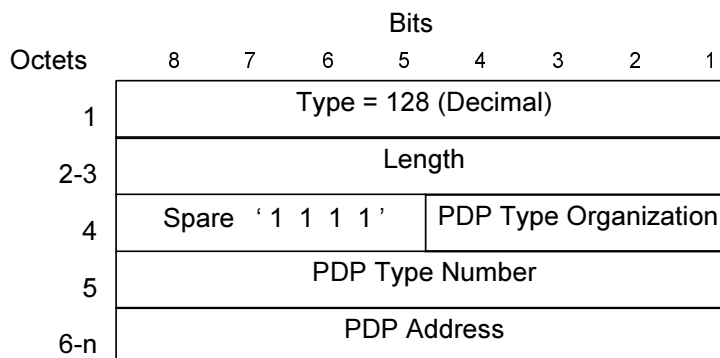 Bits
Octets 8 7 6 5 4 3 2 1
1 Type = 128 (Decimal)
2-3 Length
4 Spare ‘ 1 1 1 1 ’ PDP Type Organization
5 PDP Type Number
6-n PDP Address